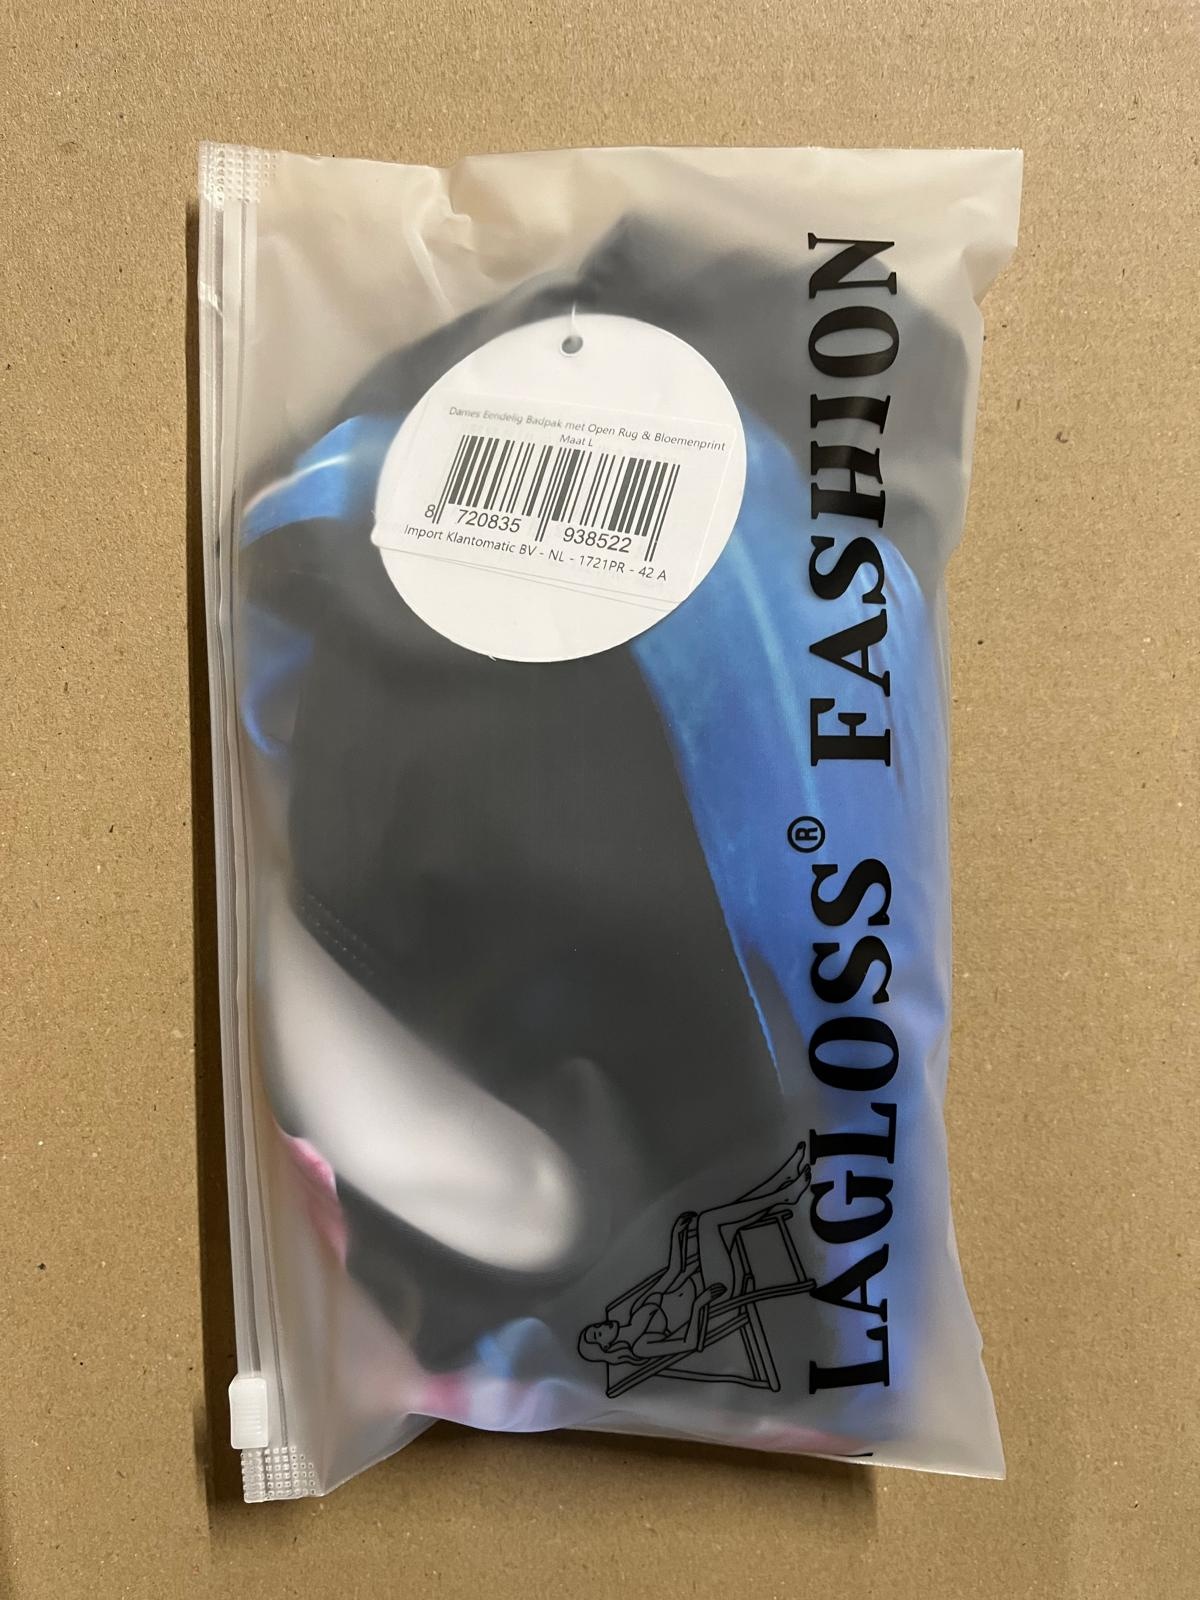 Dames Eendelig Badpak met Open Rug & Bloemenprint
Maat L
8 720835 938522
Import Klantomatic BV - NL - 1721PR - 42 A
LAGLOSS® FASHION